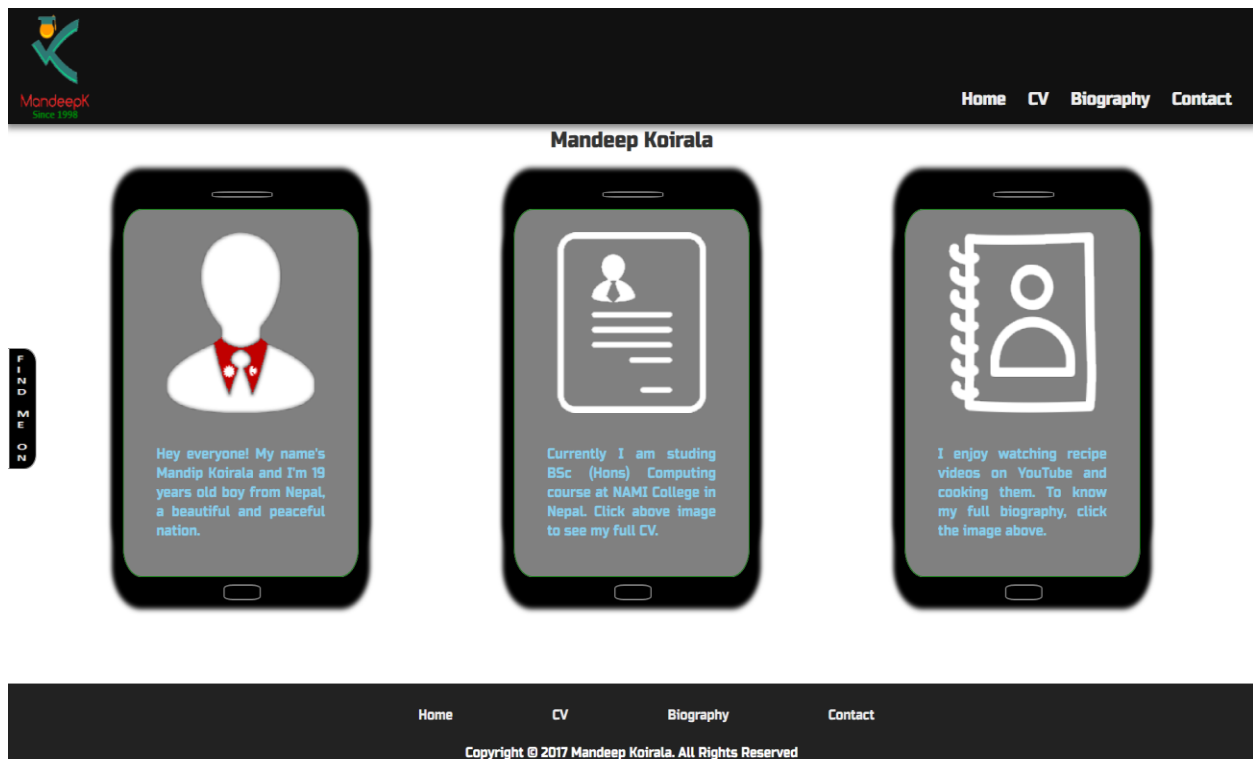 MandeepK
Since 1998
Home CV Biography Contact
Mandeep Koirala
Hey everyone! My name's
Mandip Koirala and I'm 19
years old boy from Nepal,
a beautiful and peaceful
nation.
Currently I am studing
BSc (Hons) Computing
course at NAMI College in
Nepal. Click above image
to see my full CV.
I enjoy watching recipe
videos on YouTube and
cooking them. To know
my full biography, click
the image above.
FIND ME ON
Home CV Biography Contact
Copyright © 2017 Mandeep Koirala. All Rights Reserved